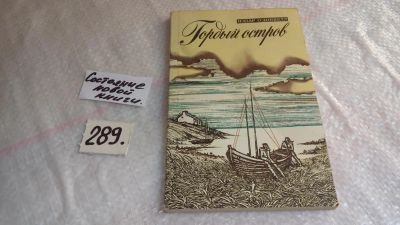 Состояние
новой
книги.
289.
Гордый остров